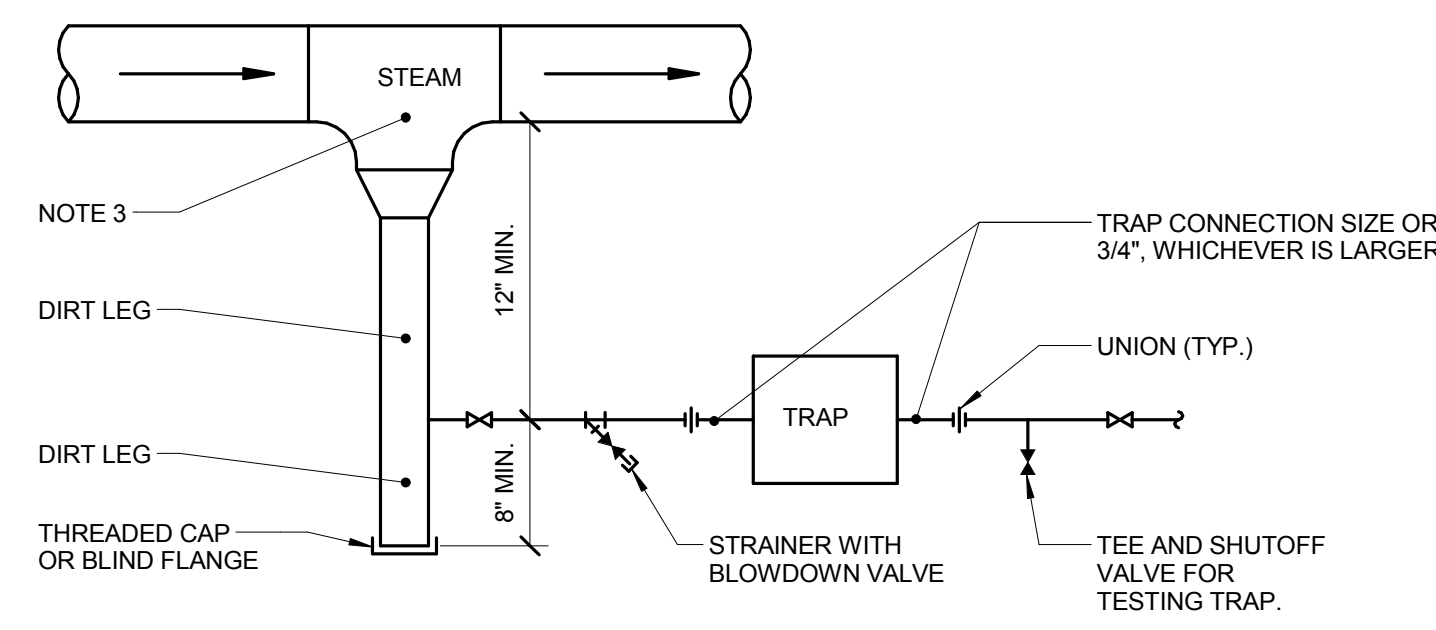 STEAM
NOTE 3
12" MIN.
TRAP CONNECTION SIZE OR
3/4", WHICHEVER IS LARGER
DIRT LEG
UNION (TYP.)
TRAP
DIRT LEG
8" MIN.
THREADED CAP
OR BLIND FLANGE
STRAINER WITH
BLOWDOWN VALVE
TEE AND SHUTOFF
VALVE FOR
TESTING TRAP.